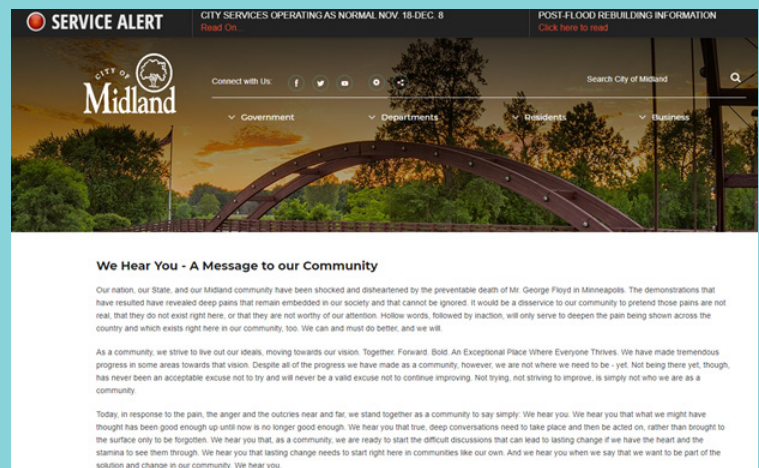 SERVICE ALERT
CITY SERVICES OPERATING AS NORMAL NOV. 18-DEC. 8
Read On...
POST-FLOOD REBUILDING INFORMATION
Click here to read
CITY OF
Midland
Connect with Us:
Search City of Midland
Government
Departments
Residents
Business
We Hear You - A Message to our Community
Our nation, our State, and our Midland community have been shocked and disheartened by the preventable death of Mr. George Floyd in Minneapolis. The demonstrations that
have resulted have revealed deep pains that remain embedded in our society and that cannot be ignored. It would be a disservice to our community to pretend those pains are not
real, that they do not exist right here, or that they are not worthy of our attention. Hollow words, followed by inaction, will only serve to deepen the pain being shown across the
country and which exists right here in our community, too. We can and must do better, and we will.
As a community, we strive to live out our ideals, moving towards our vision. Together. Forward. Bold. An Exceptional Place Where Everyone Thrives. We have made tremendous
progress in some areas towards that vision. Despite all of the progress we have made as a community, however, we are not where we need to be - yet. Not being there yet, though,
has never been an acceptable excuse not to try and will never be a valid excuse not to continue improving. Not trying, not striving to improve, is simply not who we are as a
community.
Today, in response to the pain, the anger and the outcries near and far, we stand together as a community to say simply: We hear you. We hear you that what we might have
thought has been good enough up until now is no longer good enough. We hear you that true, deep conversations need to take place and then be acted on, rather than brought to
the surface only to be forgotten. We hear you that, as a community, we are ready to start the difficult discussions that can lead to lasting change if we have the heart and the
stamina to see them through. We hear you that lasting change needs to start right here in communities like our own. And we hear you when we say that we want to be part of the
solution and change in our community. We hear you.